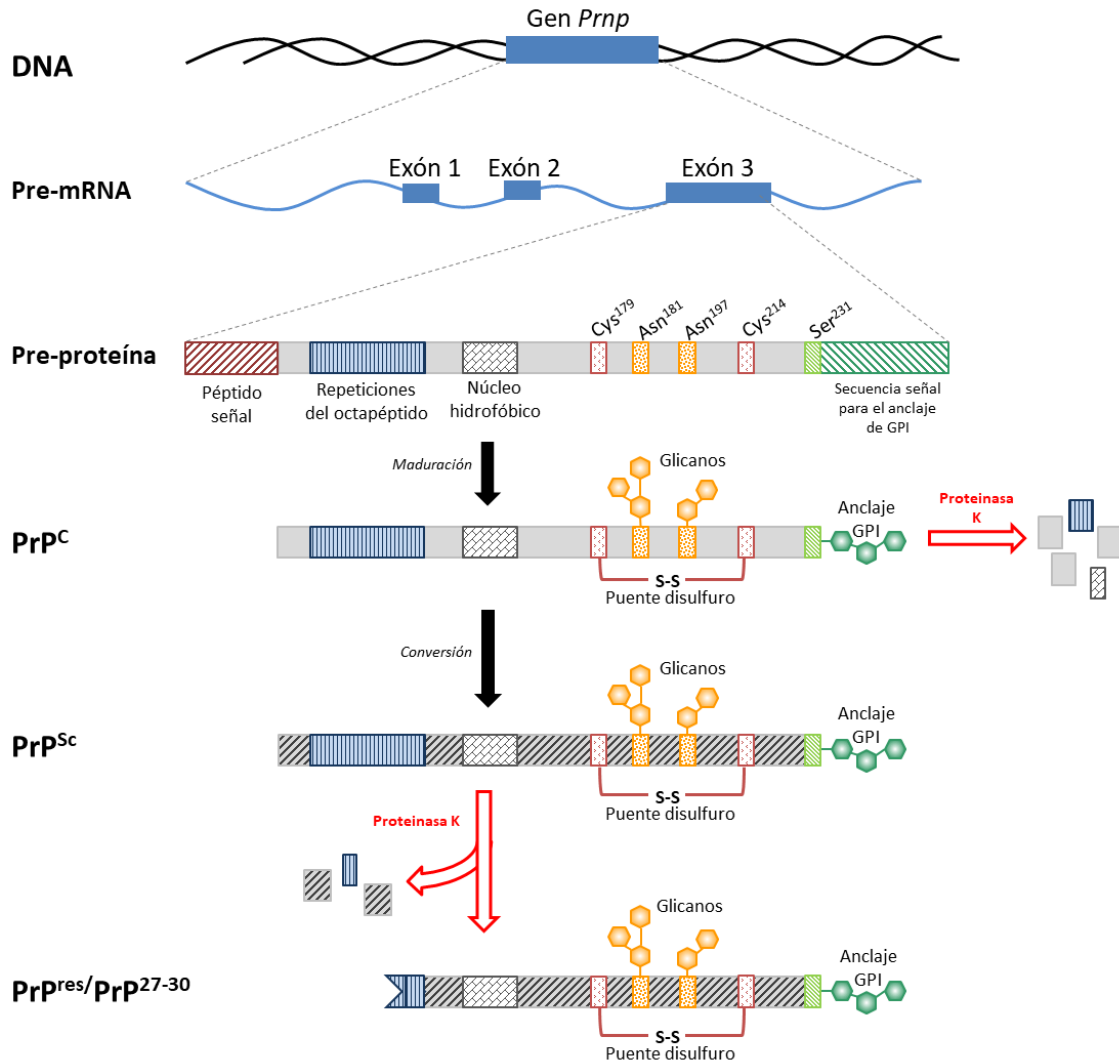 Gen Prnp
DNA
Exón 1
Exón 2
Exón 3
Pre-mRNA
Cys¹⁷⁹
Asn¹⁸¹
Asn¹⁹⁷
Cys²¹⁴
Ser²³¹
Pre-proteína
Péptido
señal
Repeticiones
del octapéptido
Núcleo
hidrofóbico
Secuencia señal
para el anclaje
de GPI
Maduración
Glicanos
Anclaje
GPI
Proteinasa
K
PrPᶜ
S-S
Puente disulfuro
Conversión
Glicanos
Anclaje
GPI
PrPˢᶜ
S-S
Puente disulfuro
Proteinasa K
Glicanos
Anclaje
GPI
PrPʳᵉˢ/PrP²⁷⁻³⁰
S-S
Puente disulfuro